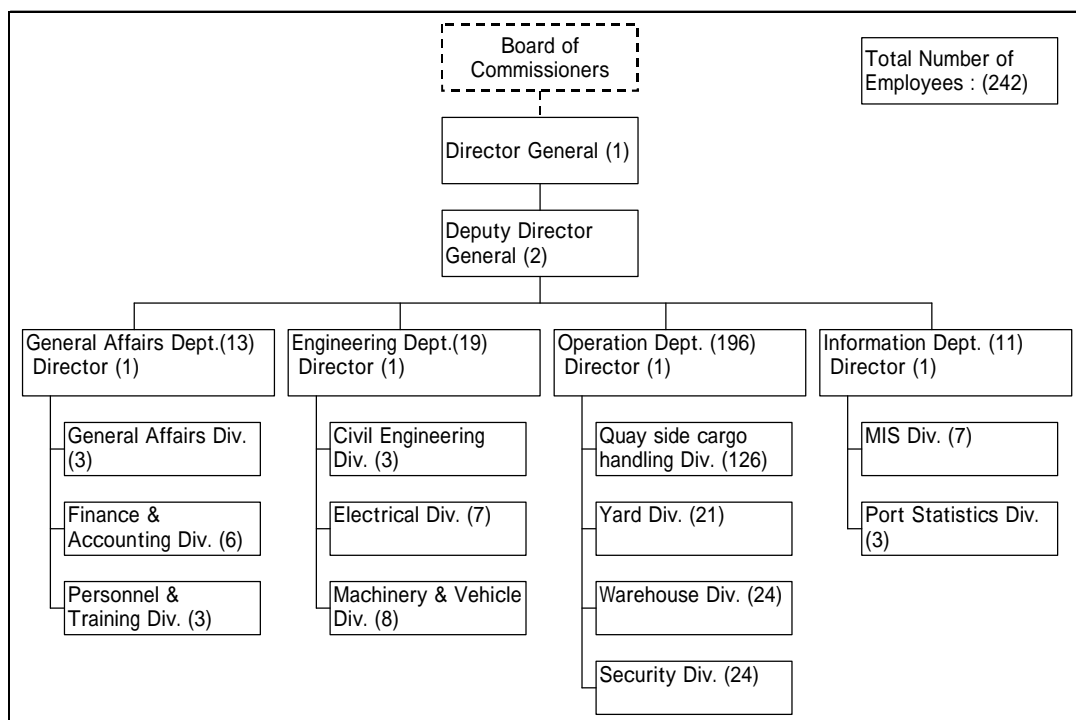 Board of
Commissioners
Total Number of
Employees : (242)
Director General (1)
Deputy Director
General (2)
General Affairs Dept.(13)
Director (1)
Engineering Dept.(19)
Director (1)
Operation Dept. (196)
Director (1)
Information Dept. (11)
Director (1)
General Affairs Div.
(3)
Civil Engineering
Div. (3)
Quay side cargo
handling Div. (126)
MIS Div. (7)
Finance &
Accounting Div. (6)
Electrical Div. (7)
Yard Div. (21)
Port Statistics Div.
(3)
Personnel &
Training Div. (3)
Machinery & Vehicle
Div. (8)
Warehouse Div. (24)
Security Div. (24)